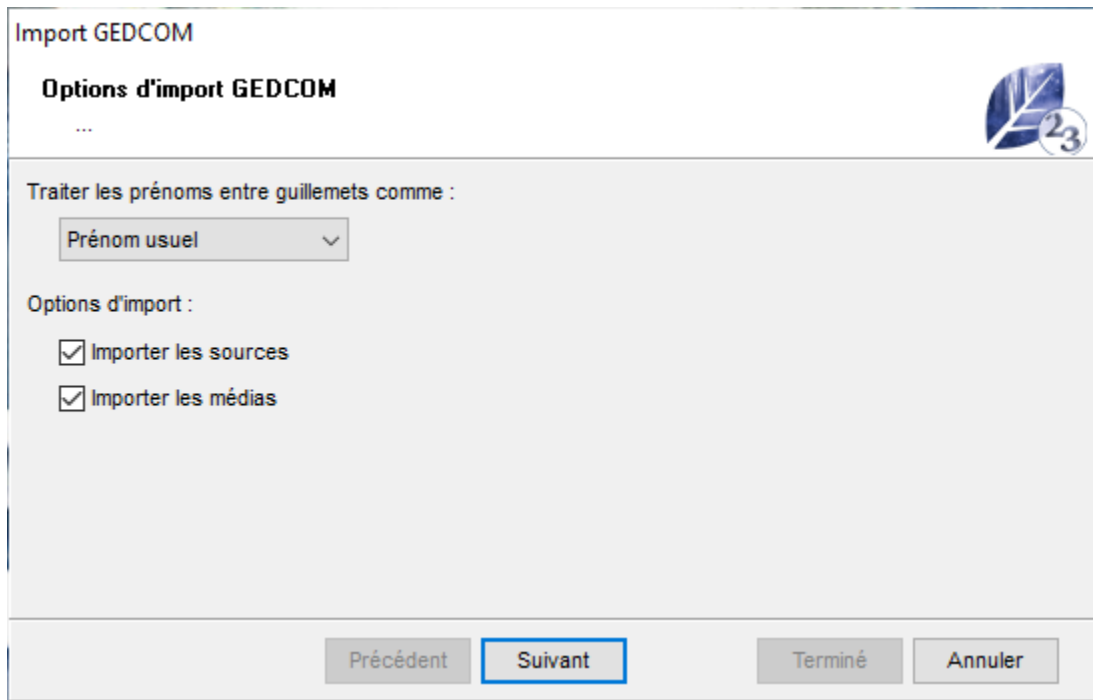 Import GEDCOM
Options d'import GEDCOM
...
23
Traiter les prénoms entre guillemets comme :
Prénom usuel
Options d'import :
Importer les sources
Importer les médias
Précédent Suivant Terminé Annuler